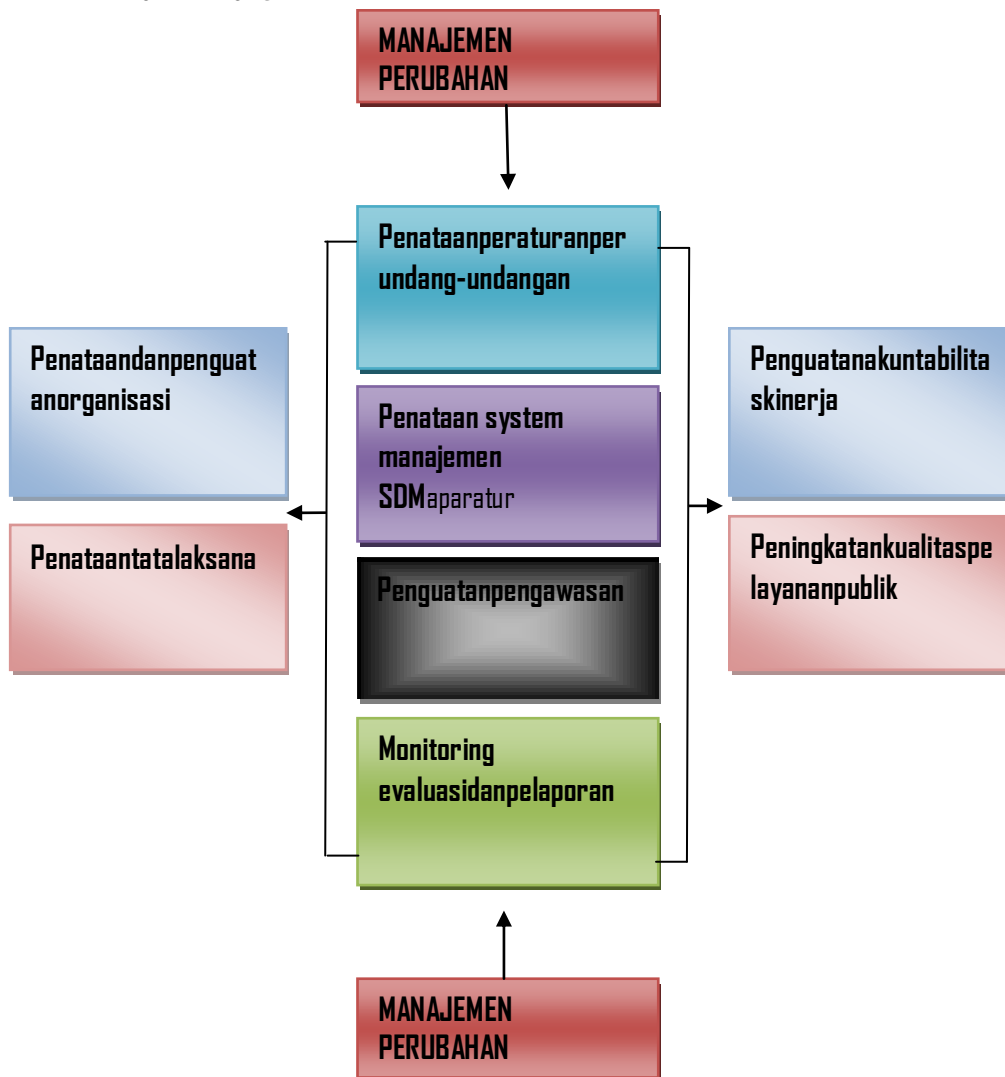 MANAJEMEN
PERUBAHAN
Penataanperaturanper
undang-undangan
Penataandanpenguat
anorganisasi
Penguatanakuntabilita
skinerja
Penataan system
manajemen
SDMaparatur
Penataantatalaksana
Peningkatankualitaspe
layananpublik
Penguatanpengawasan
Monitoring
evaluasidanpelaporan
MANAJEMEN
PERUBAHAN